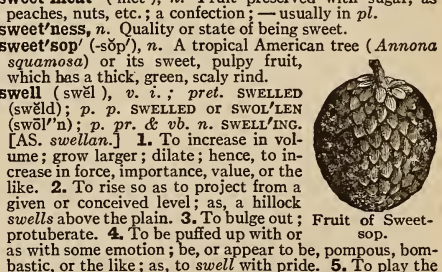 sweet'meat' (-mēt'), n. Fruit preserved with sugar, as
peaches, nuts, etc.; a confection; — usually in pl.
sweet'ness, n. Quality or state of being sweet.
sweet'sop' (-sŏp'), n. A tropical American tree (Annona
squamosa) or its sweet, pulpy fruit,
which has a thick, green, scaly rind.
swell (swĕl), v. i.; pret. SWELLED
(swĕld); p. p. SWELLED or SWOL'LEN
(swōl''n); p. pr. & vb. n. SWELL'ING.
[AS. swellan.] 1. To increase in vol-
ume; grow larger; dilate; hence, to in-
crease in force, importance, value, or the
like. 2. To rise so as to project from a
given or conceived level; as, a hillock
swells above the plain. 3. To bulge out;
protuberate. 4. To be puffed up with or
as with some emotion; be, or appear to be, pompous, bom-
bastic, or the like; as, to swell with pride. 5. To play the
Fruit of Sweet-
sop.